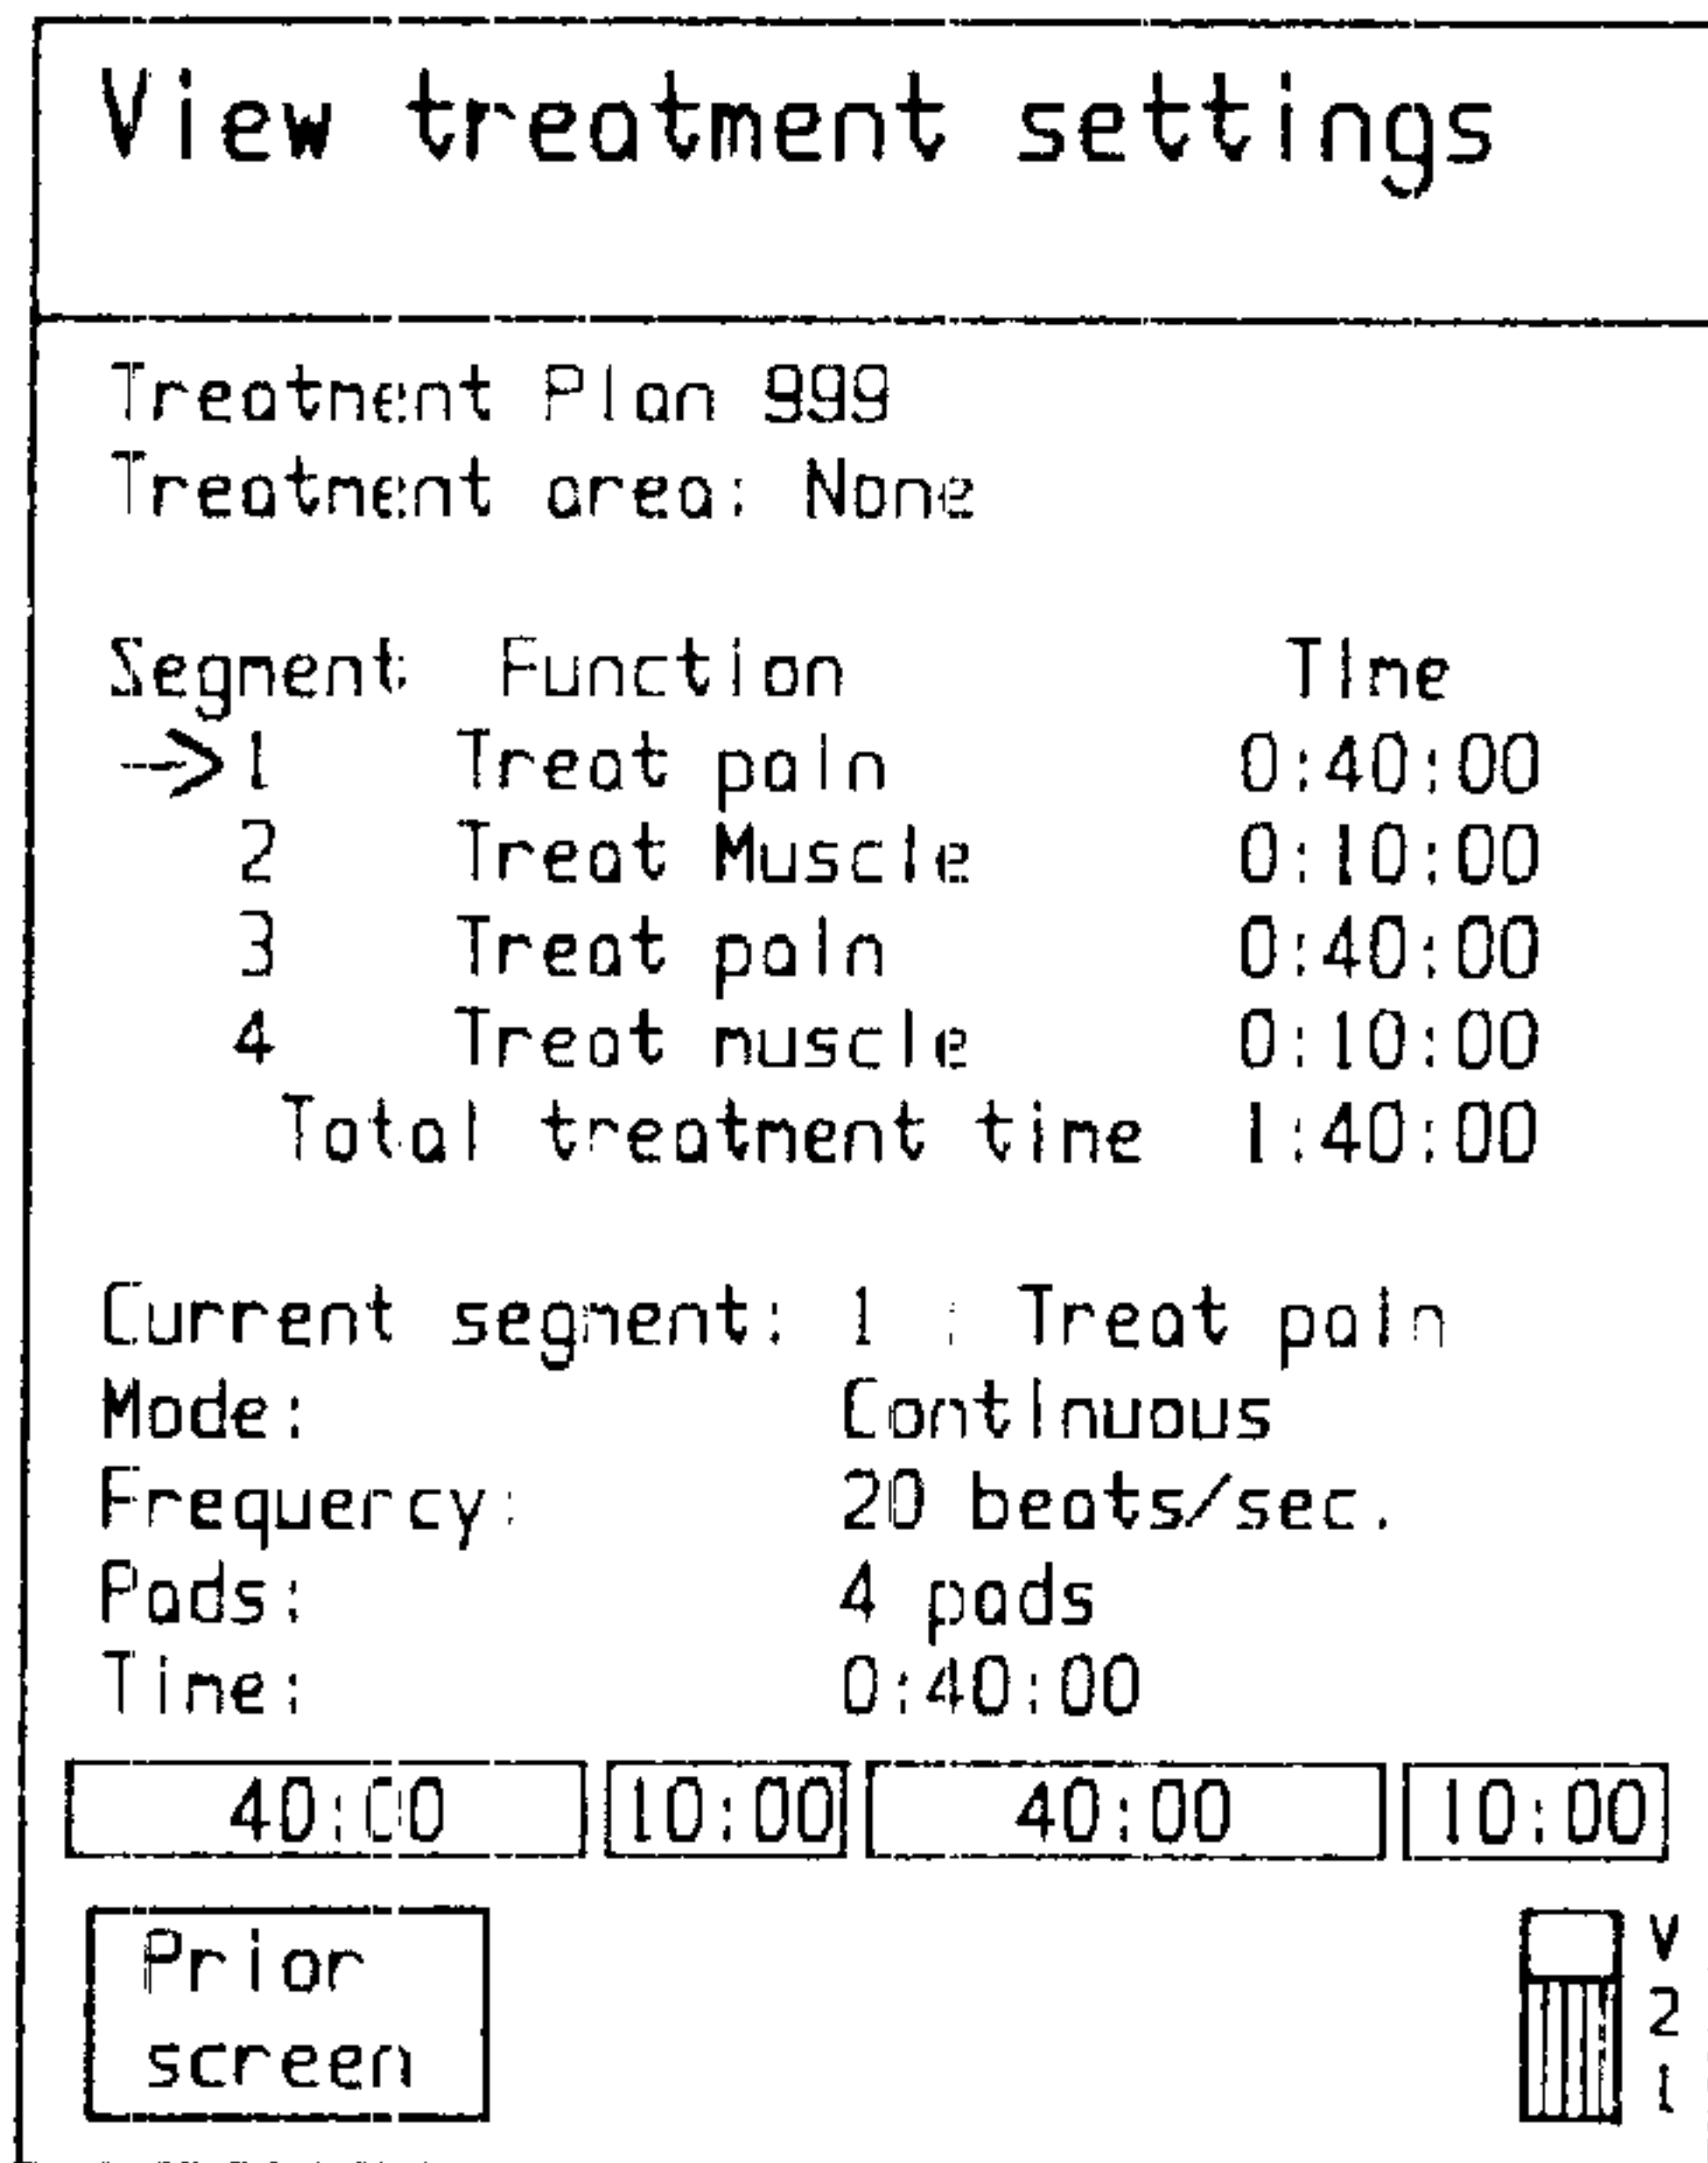 View treatment settings
Treatment Plan 999
Treatment area: None
Segment Function Time
-->1 Treat pain 0:40:00
2 Treat Muscle 0:10:00
3 Treat pain 0:40:00
4 Treat muscle 0:10:00
Total treatment time 1:40:00
Current segment: 1 : Treat pain
Mode: Continuous
Frequency: 20 beats/sec.
Pads: 4 pads
Time: 0:40:00
40:00 10:00 40:00 10:00
Prior
screen
V
2
1